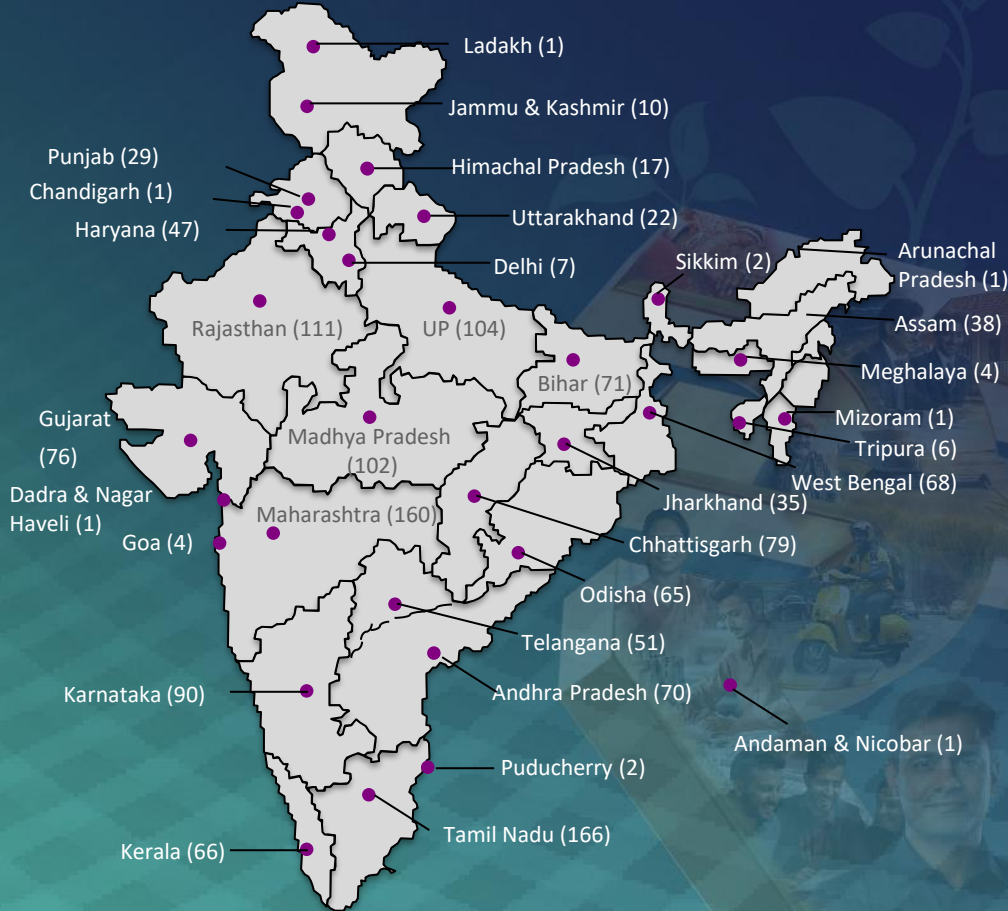 Ladakh (1)
Jammu & Kashmir (10)
Punjab (29)
Himachal Pradesh (17)
Chandigarh (1)
Uttarakhand (22)
Haryana (47)
Delhi (7)
Sikkim (2)
Arunachal
Pradesh (1)
Rajasthan (111)
UP (104)
Assam (38)
Bihar (71)
Meghalaya (4)
Gujarat
(76)
Madhya Pradesh
(102)
Mizoram (1)
Tripura (6)
West Bengal (68)
Dadra & Nagar
Haveli (1)
Jharkhand (35)
Maharashtra (160)
Goa (4)
Chhattisgarh (79)
Odisha (65)
Telangana (51)
Karnataka (90)
Andhra Pradesh (70)
Andaman & Nicobar (1)
Puducherry (2)
Tamil Nadu (166)
Kerala (66)